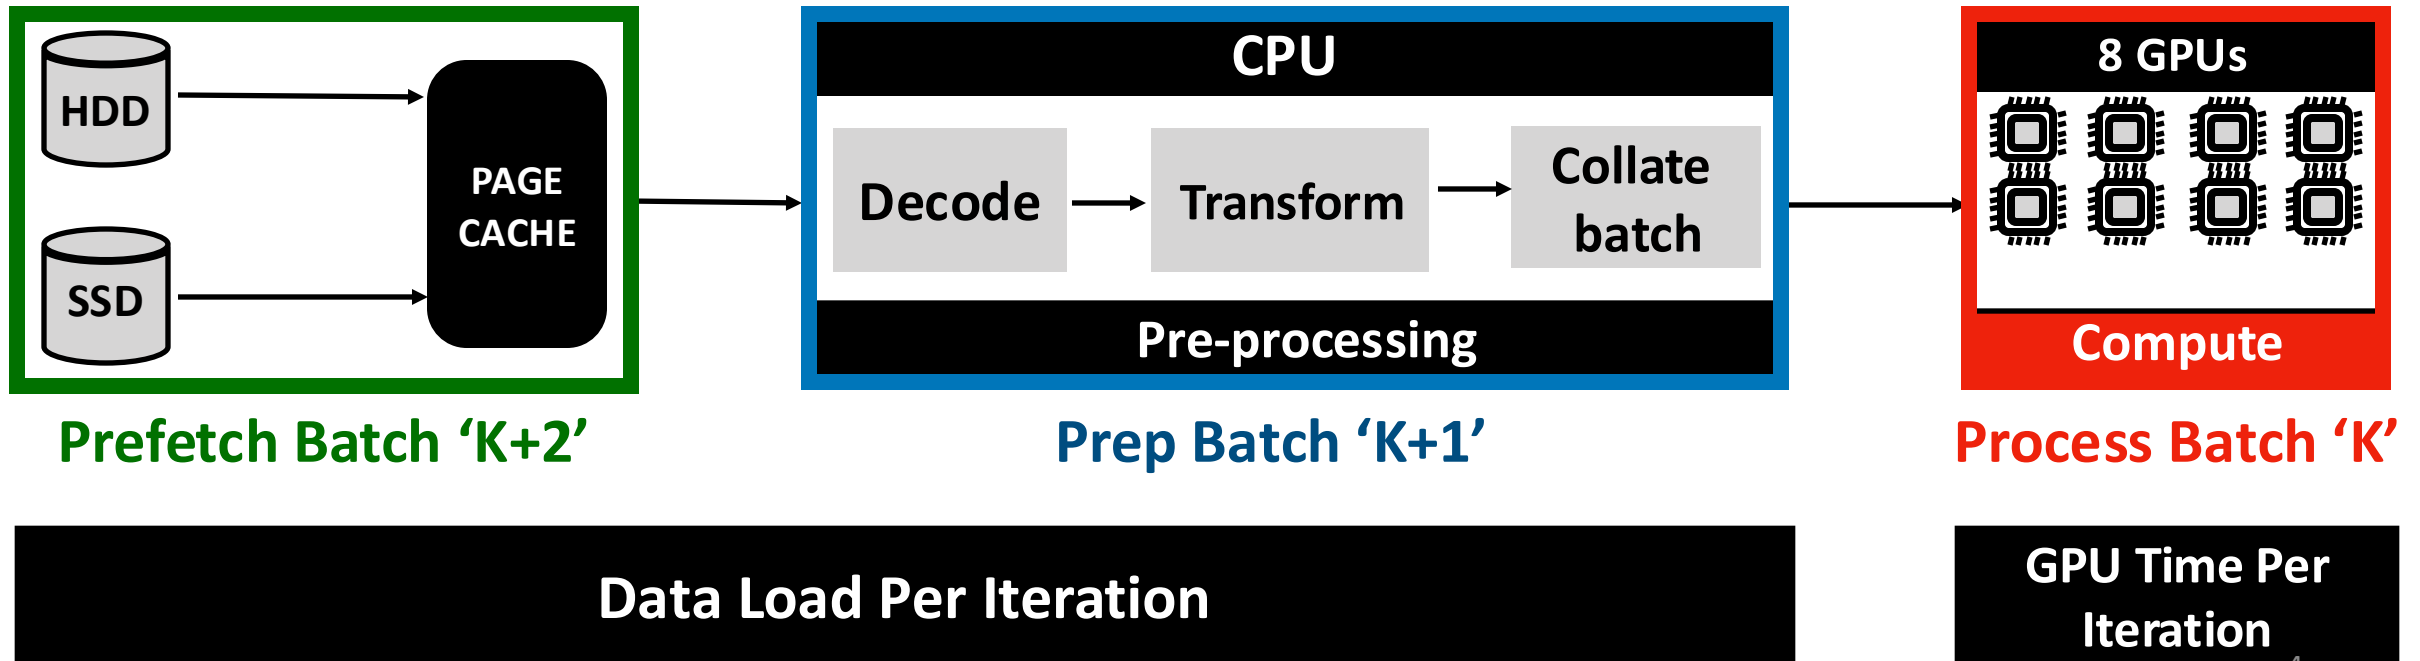 HDD
SSD
PAGE
CACHE
Prefetch Batch ‘K+2’
CPU
Decode
Transform
Collate
batch
Pre-processing
Prep Batch ‘K+1’
8 GPUs
Compute
Process Batch ‘K’
Data Load Per Iteration
GPU Time Per
Iteration